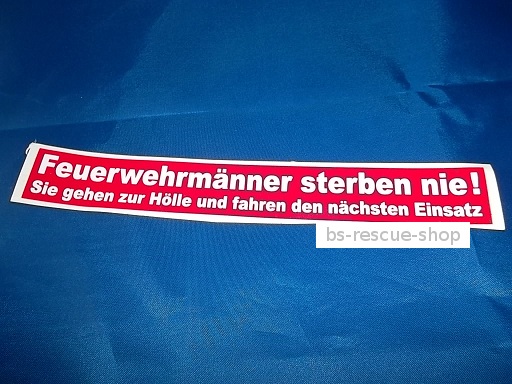 Feuerwehrmänner sterben nie!
Sie gehen zur Hölle und fahren den nächsten Einsatz
bs-rescue-shop